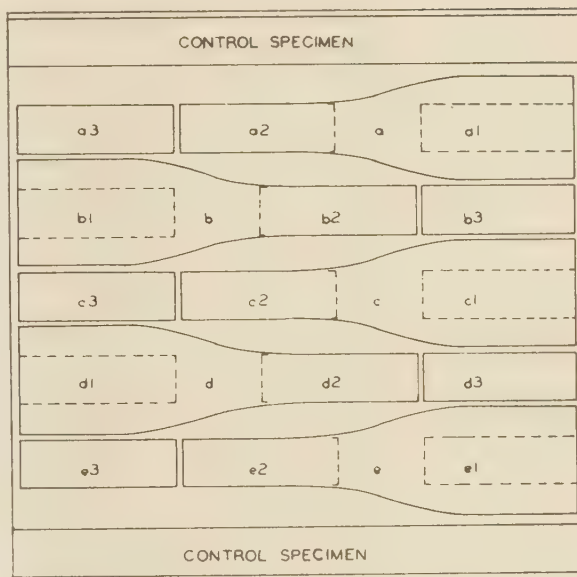 CONTROL SPECIMEN
a3 a2 a a1
b1 b b2 b3
c3 c2 c c1
d1 d d2 d3
e3 e2 e e1
CONTROL SPECIMEN